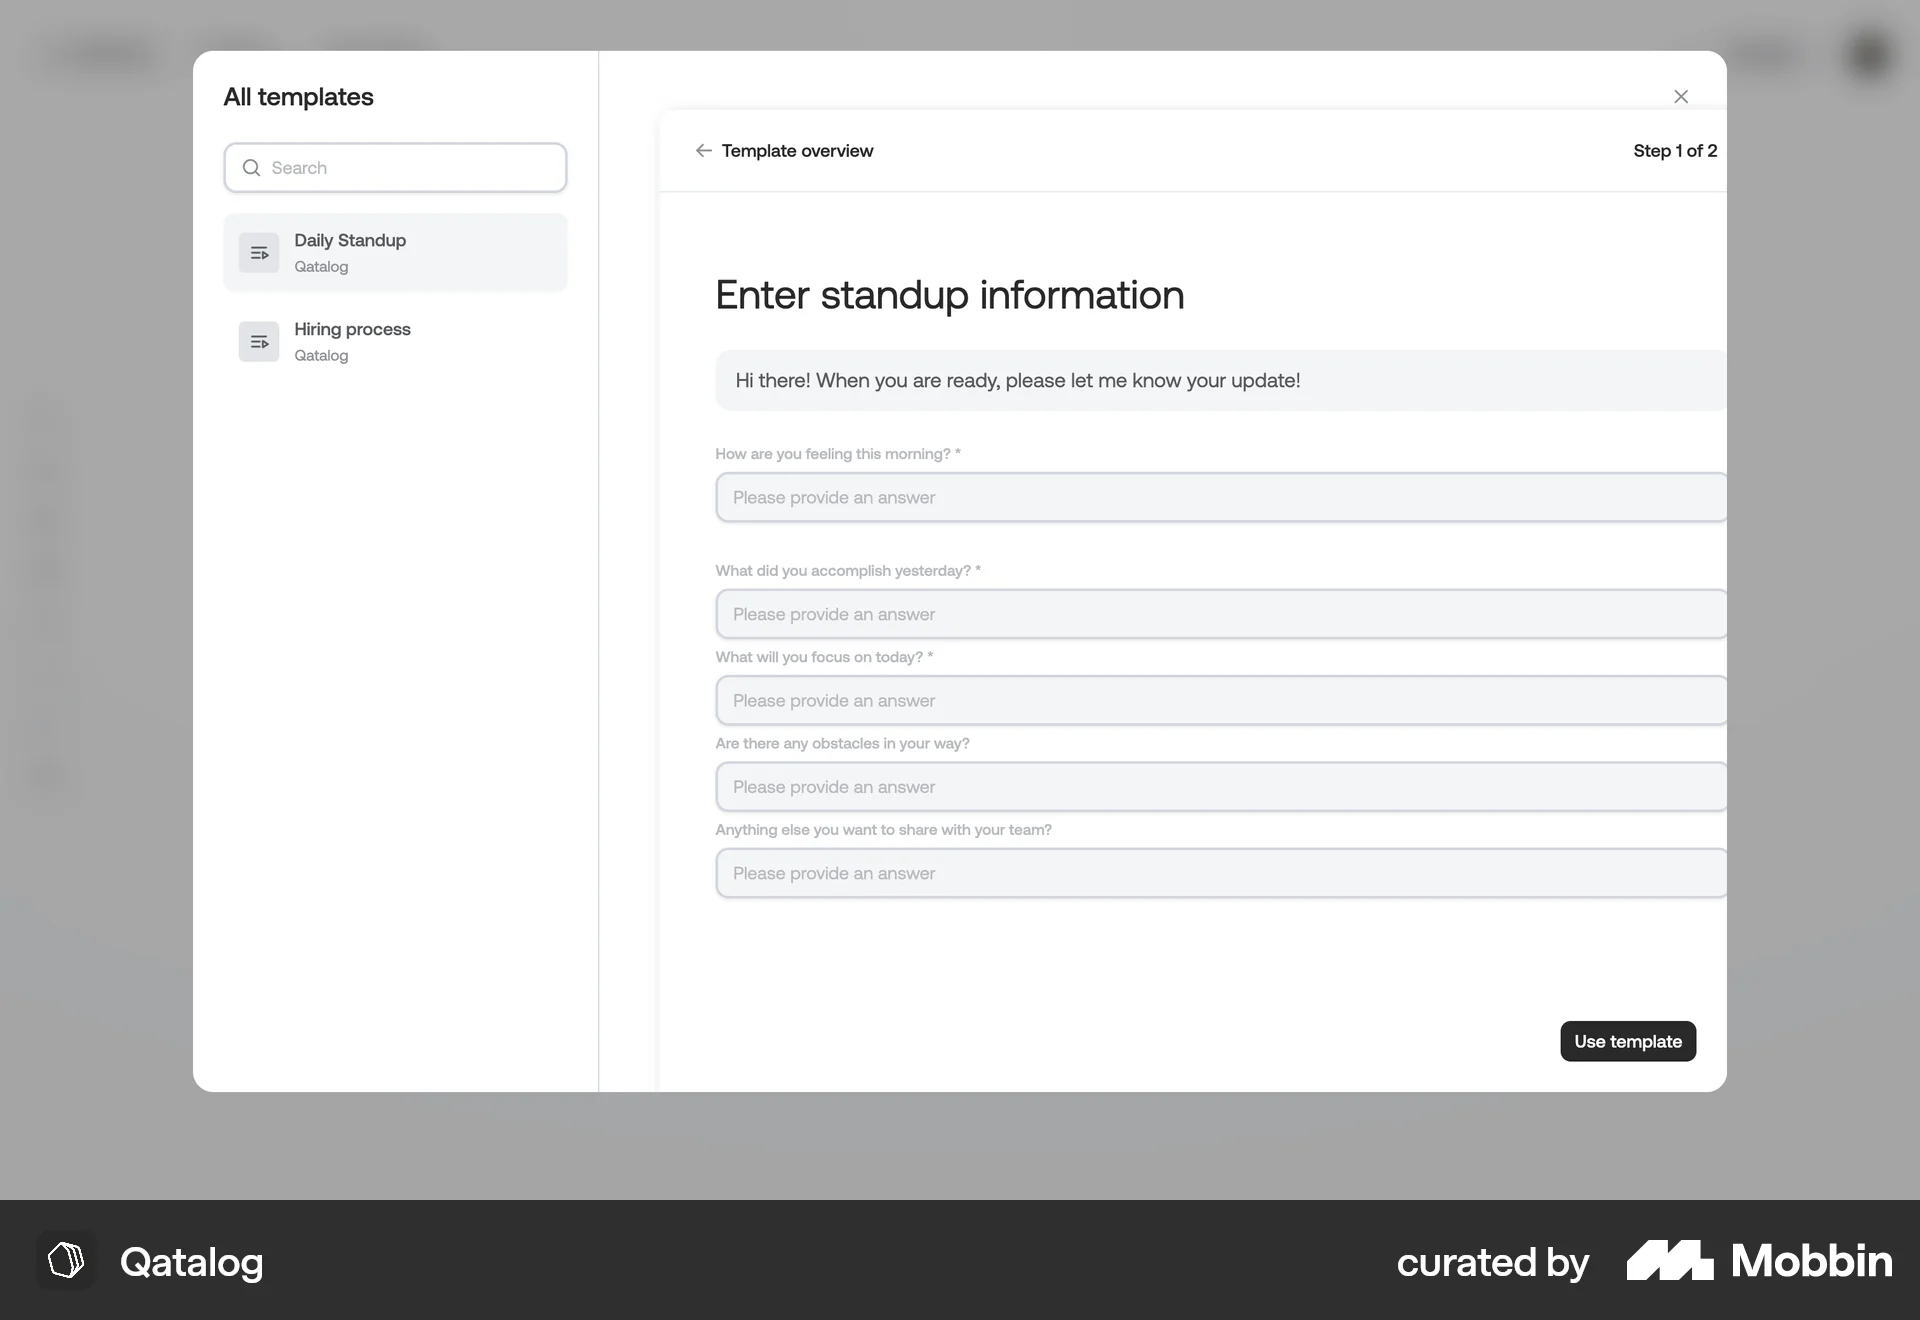 All templates
Search
Daily Standup
Qatalog
Hiring process
Qatalog
Template overview
Step 1 of 2
Enter standup information
Hi there! When you are ready, please let me know your update!
How are you feeling this morning? *
Please provide an answer
What did you accomplish yesterday? *
Please provide an answer
What will you focus on today? *
Please provide an answer
Are there any obstacles in your way?
Please provide an answer
Anything else you want to share with your team?
Please provide an answer
Use template
Qatalog
curated by Mobbin